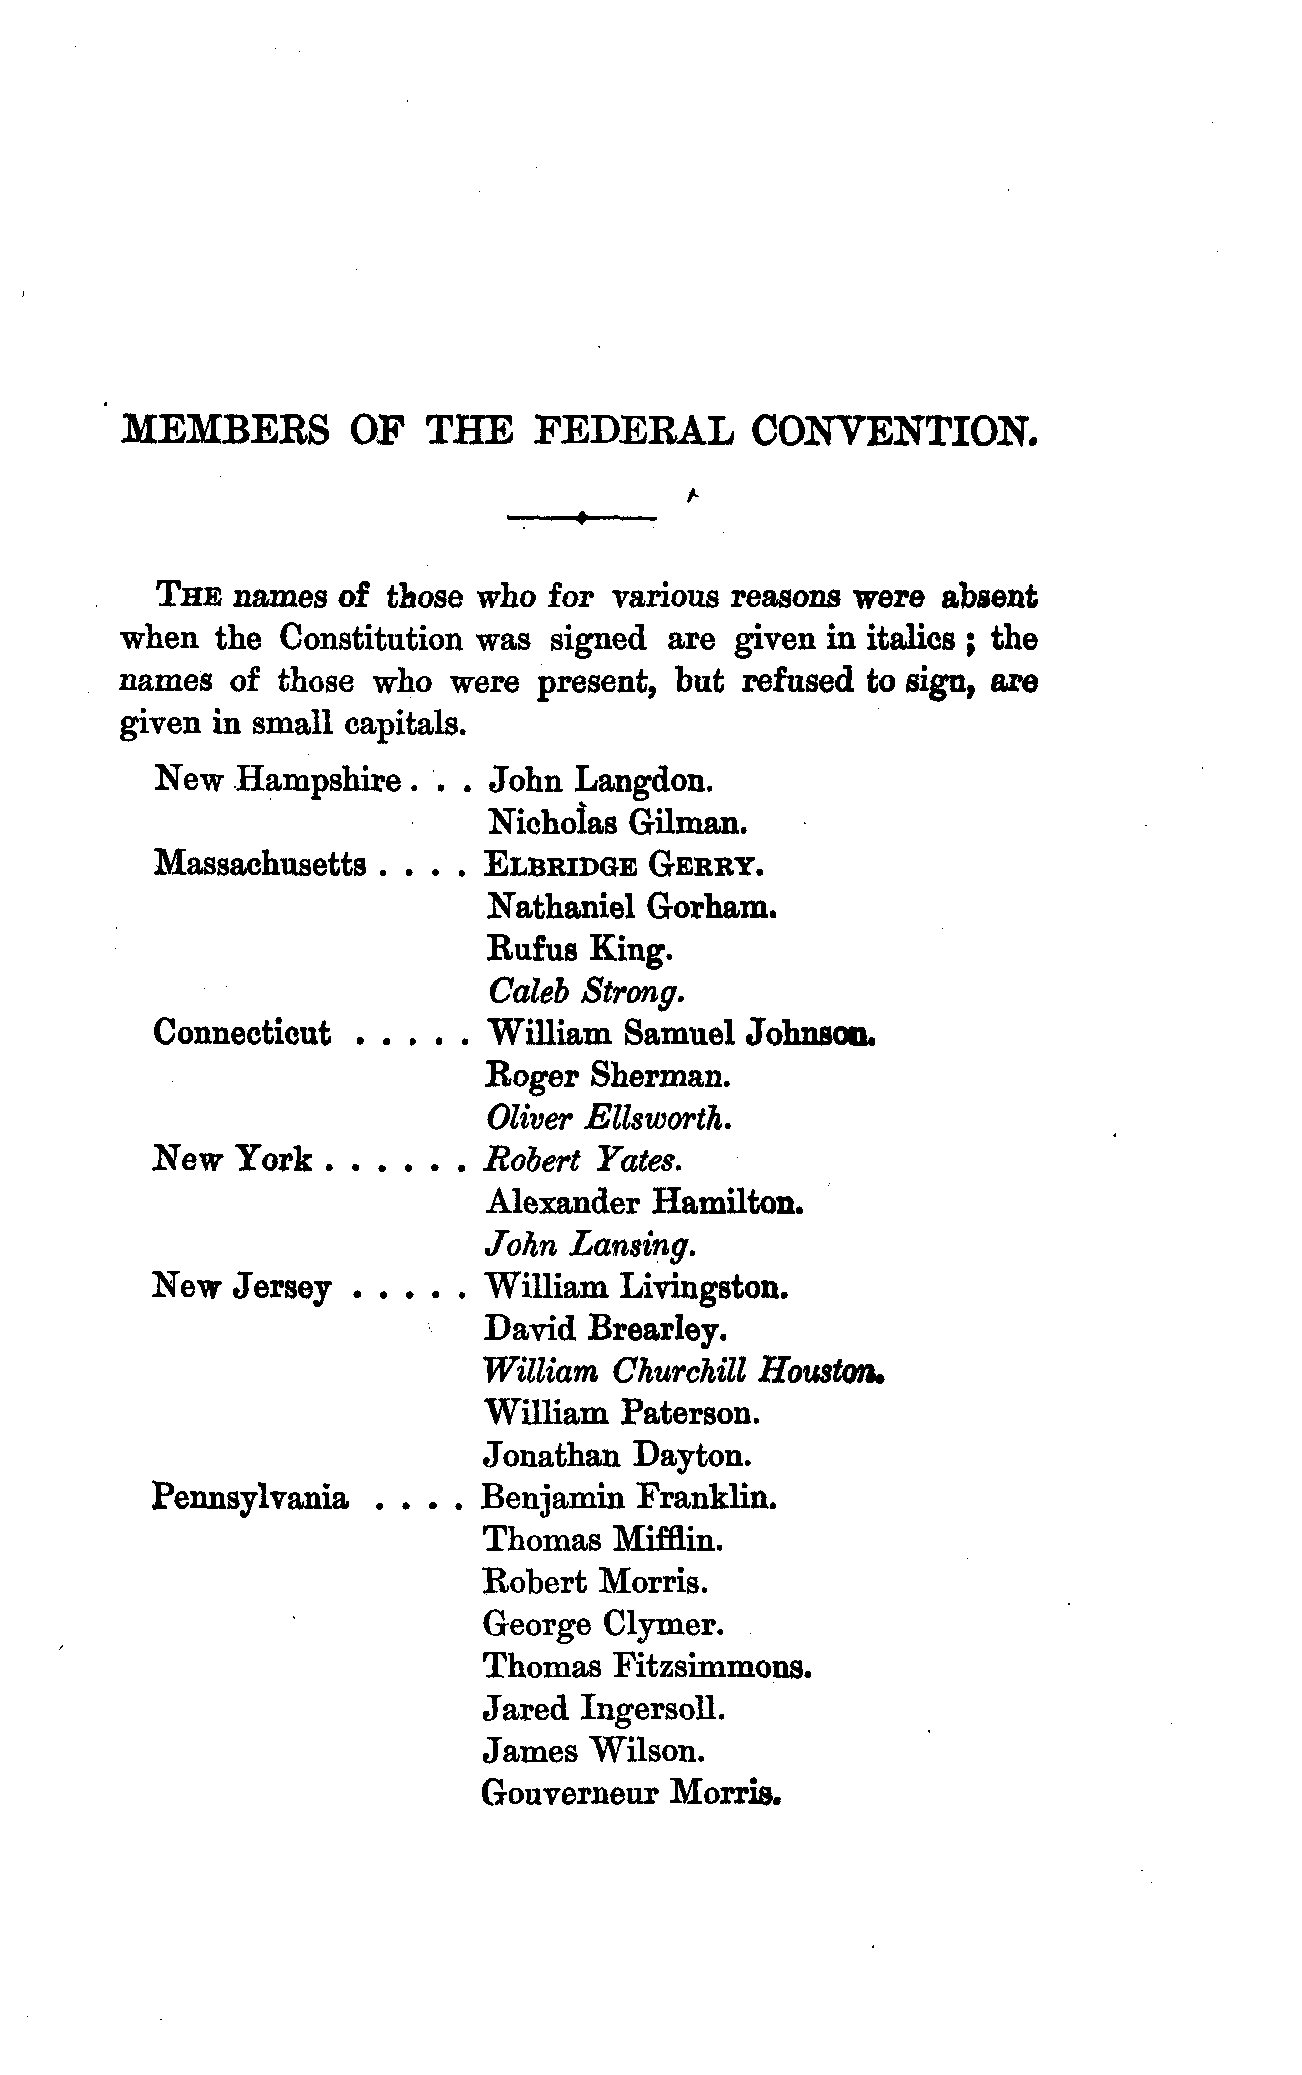 MEMBERS OF THE FEDERAL CONVENTION.
THE names of those who for various reasons were absent
when the Constitution was signed are given in italics ; the
names of those who were present, but refused to sign, are
given in small capitals.
New Hampshire . . . John Langdon.
Nicholas Gilman.
Massachusetts . . . . ELBRIDGE GERRY.
Nathaniel Gorham.
Rufus King.
Caleb Strong.
Connecticut . . . . . William Samuel Johnson.
Roger Sherman.
Oliver Ellsworth.
New York . . . . . . Robert Yates.
Alexander Hamilton.
John Lansing.
New Jersey . . . . . William Livingston.
David Brearley.
William Churchill Houston.
William Paterson.
Jonathan Dayton.
Pennsylvania . . . . Benjamin Franklin.
Thomas Mifflin.
Robert Morris.
George Clymer.
Thomas Fitzsimmons.
Jared Ingersoll.
James Wilson.
Gouverneur Morris.